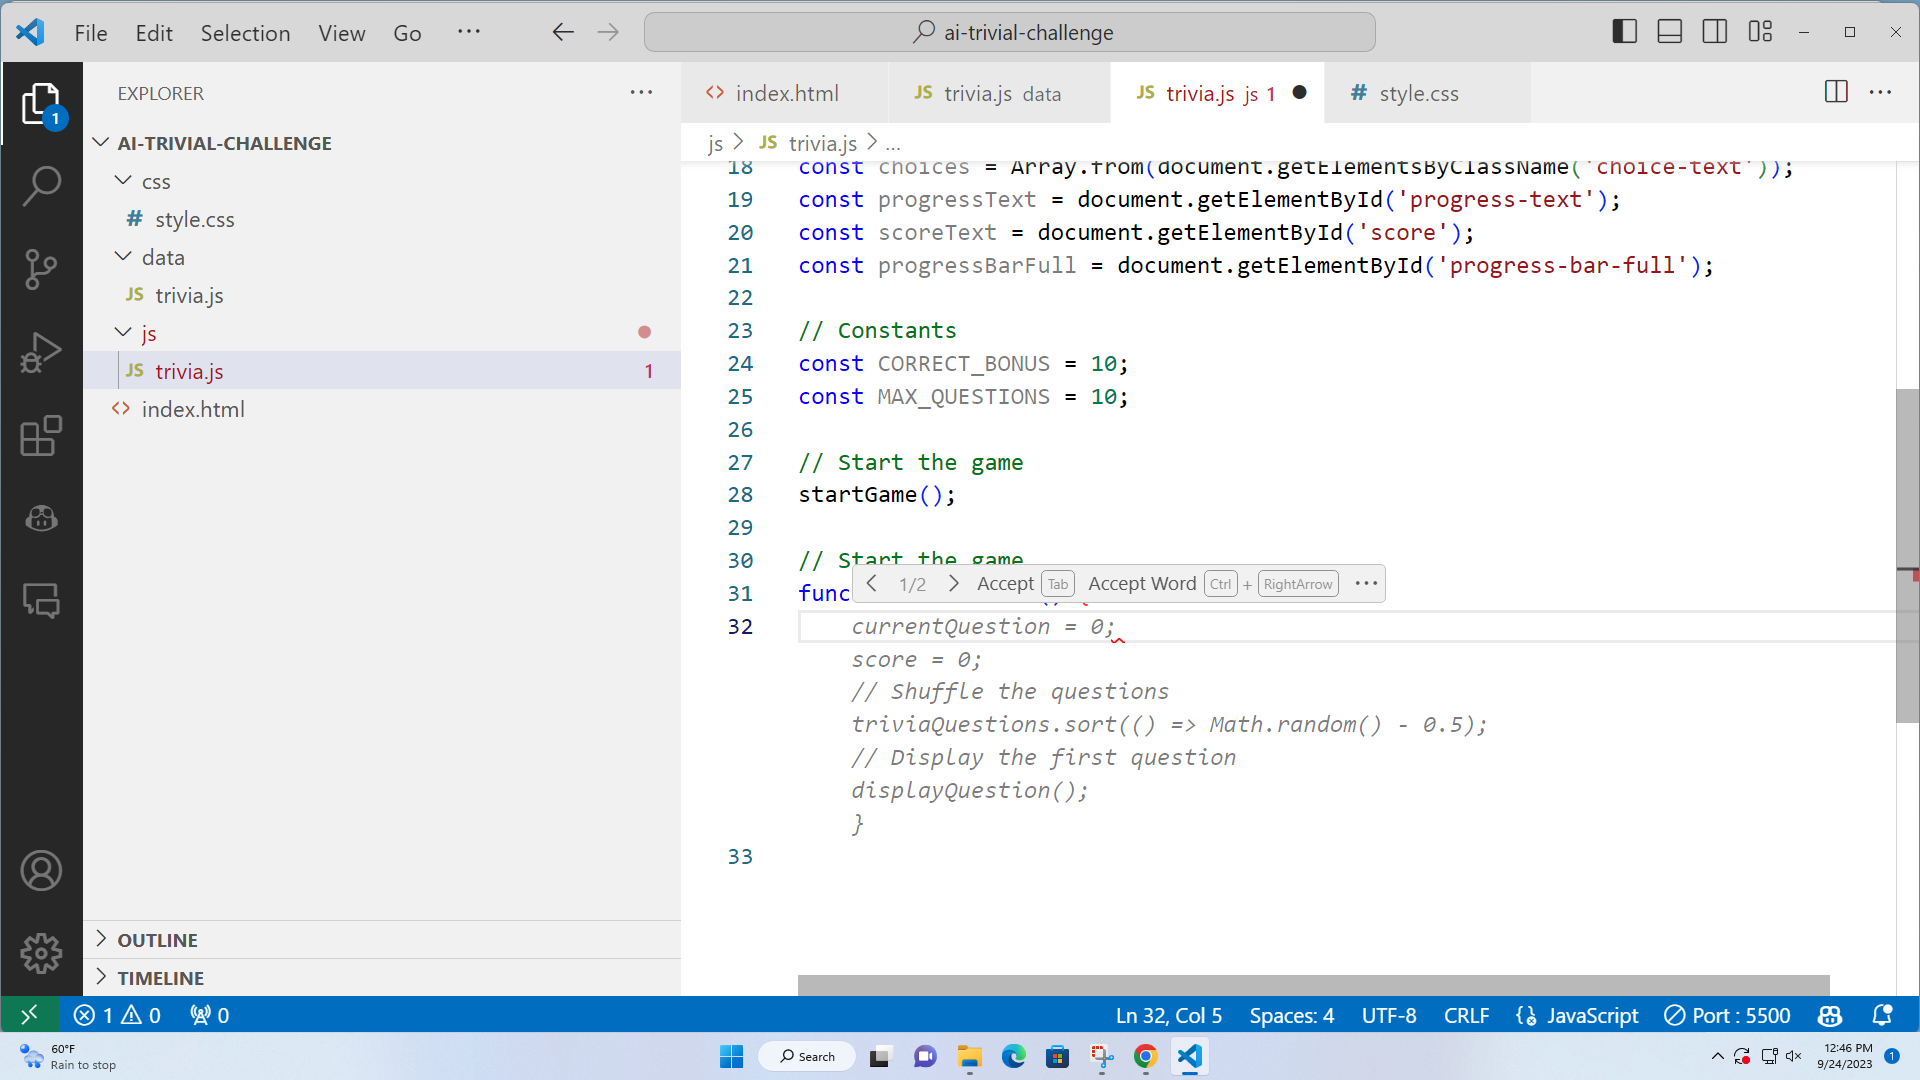 File Edit Selection View Go ···
ai-trivial-challenge
EXPLORER
AI-TRIVIAL-CHALLENGE
css
# style.css
data
JS trivia.js
js
JS trivia.js 1
<> index.html
OUTLINE
TIMELINE
<> index.html
JS trivia.js data
JS trivia.js js 1
# style.css
js > JS trivia.js > ...
18 const choices = Array.from(document.getElementsByClassName('choice-text'));
19 const progressText = document.getElementById('progress-text');
20 const scoreText = document.getElementById('score');
21 const progressBarFull = document.getElementById('progress-bar-full');
22
23 // Constants
24 const CORRECT_BONUS = 10;
25 const MAX_QUESTIONS = 10;
26
27 // Start the game
28 startGame();
29
30 // Start the game
< 1/2 > Accept Tab Accept Word Ctrl + RightArrow ···
31 func
32 currentQuestion = 0;
score = 0;
// Shuffle the questions
triviaQuestions.sort(() => Math.random() - 0.5);
// Display the first question
displayQuestion();
}
33
1
1 0 0
Ln 32, Col 5 Spaces: 4 UTF-8 CRLF JavaScript Port : 5500
60°F
Rain to stop
Search
12:46 PM
9/24/2023
1